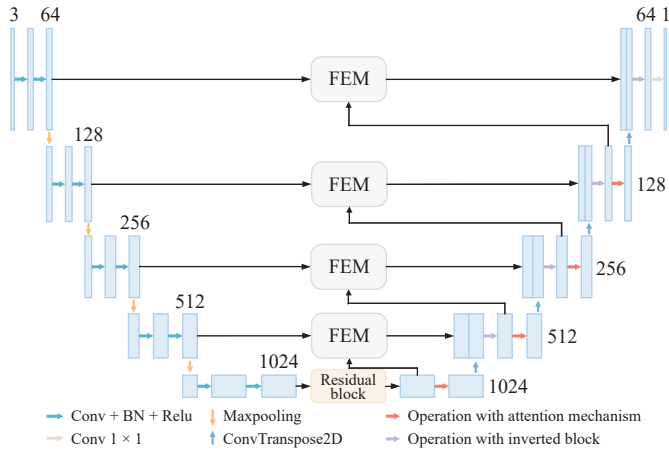 3 64 64 1
FEM
128
FEM
128
256
FEM
256
512
FEM
512
1024
Residual
block
1024
Conv + BN + Relu
Maxpooling
Operation with attention mechanism
Conv 1 × 1
ConvTranspose2D
Operation with inverted block